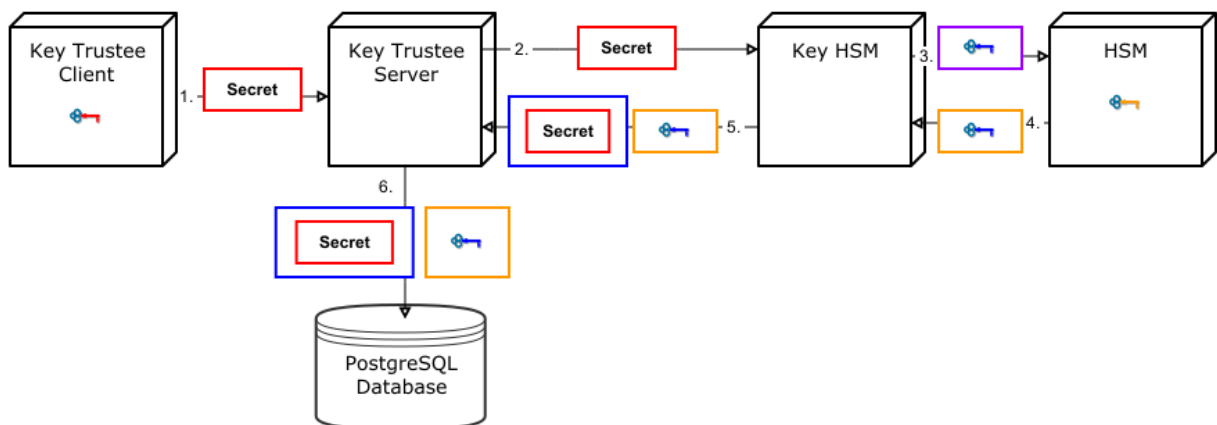 Key Trustee
Client
1.
Secret
Key Trustee
Server
2.
Secret
Key HSM
3.
HSM
4.
5.
Secret
6.
Secret
PostgreSQL
Database